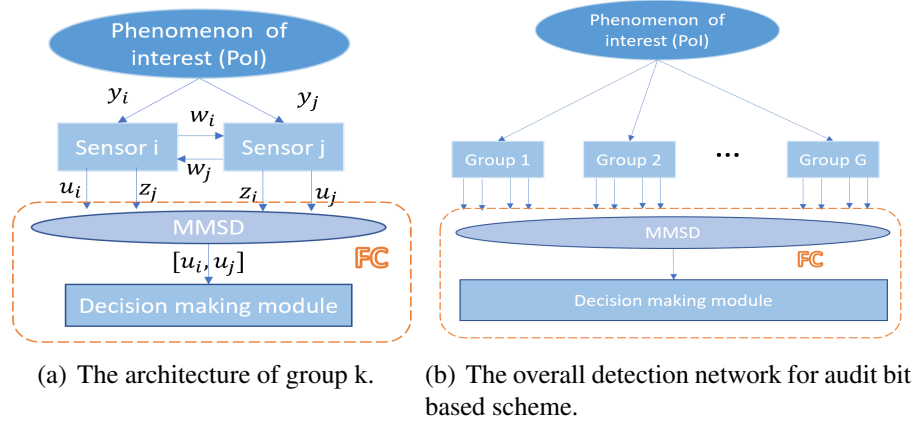 Phenomenon of
interest (PoI)
y_i y_j
w_i
Sensor i Sensor j
w_j
u_i z_j z_i u_j
MMSD
[u_i, u_j] FC
Decision making module
(a) The architecture of group k.
Phenomenon of
interest (PoI)
Group 1 Group 2 ... Group G
MMSD
FC
Decision making module
(b) The overall detection network for audit bit
based scheme.